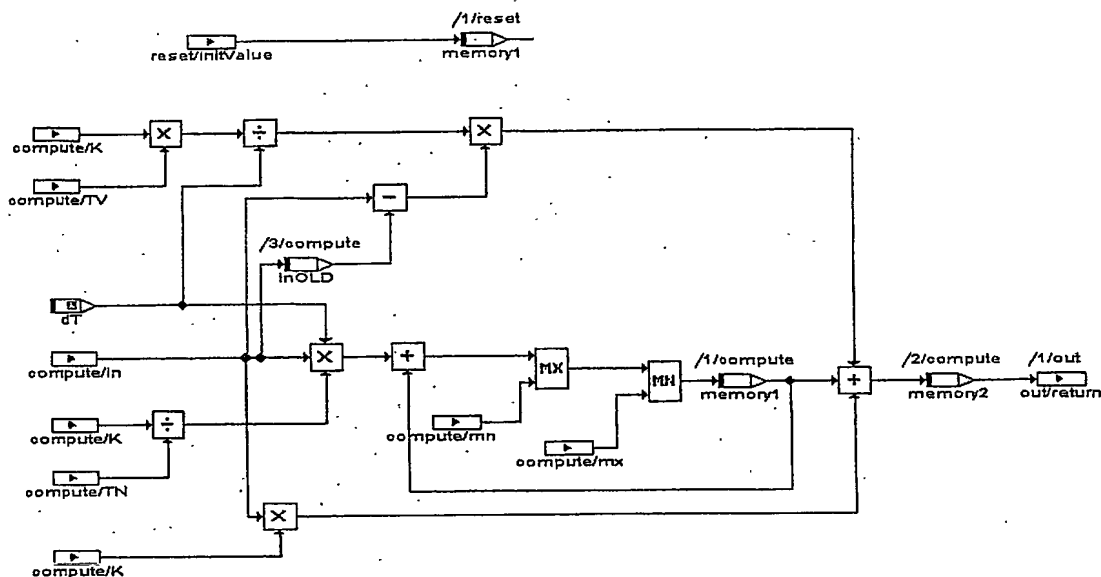 /1/reset
reset/initValue
memory1
compute/K
compute/TV
/3/compute
inOLD
dT
compute/in
MX
MN
/1/compute
memory1
/2/compute
memory2
/1/out
out/return
compute/K
compute/mn
compute/mx
compute/TN
compute/K